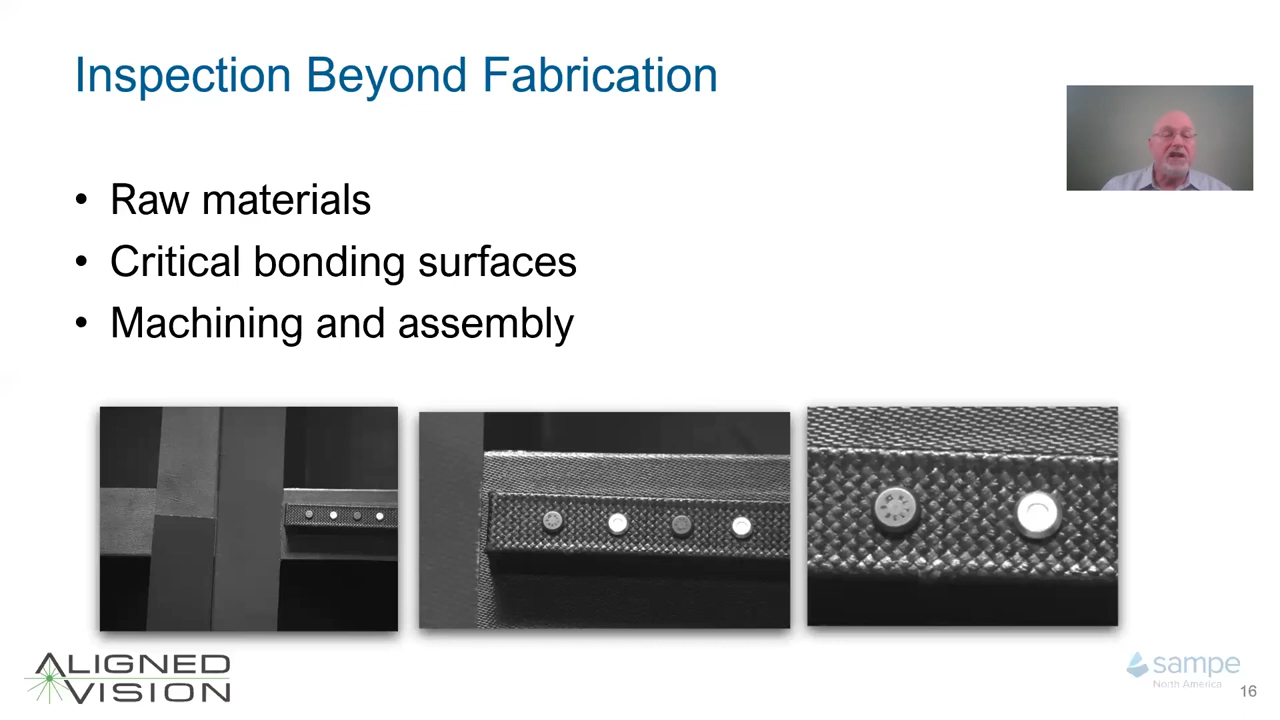 Inspection Beyond Fabrication
• Raw materials
• Critical bonding surfaces
• Machining and assembly
ALIGNED
VISION
sampe
North America
16